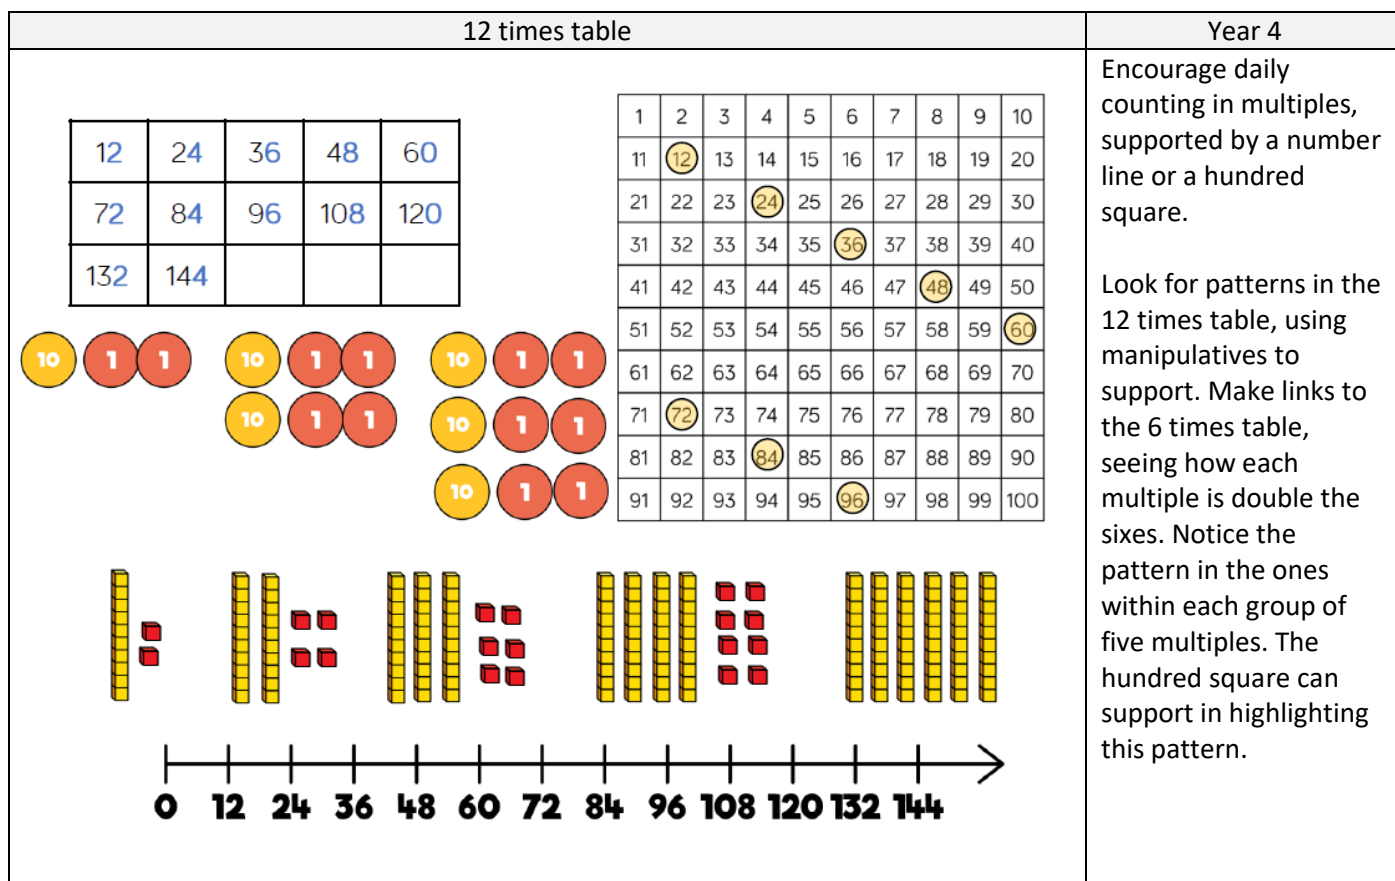 12 times table
Year 4
12 24 36 48 60
72 84 96 108 120
132 144
10 1 1
10 1 1
10 1 1
10 1 1
10 1 1
10 1 1
1 2 3 4 5 6 7 8 9 10
11 12 13 14 15 16 17 18 19 20
21 22 23 24 25 26 27 28 29 30
31 32 33 34 35 36 37 38 39 40
41 42 43 44 45 46 47 48 49 50
51 52 53 54 55 56 57 58 59 60
61 62 63 64 65 66 67 68 69 70
71 72 73 74 75 76 77 78 79 80
81 82 83 84 85 86 87 88 89 90
91 92 93 94 95 96 97 98 99 100
0 12 24 36 48 60 72 84 96 108 120 132 144
Encourage daily
counting in multiples,
supported by a number
line or a hundred
square.
Look for patterns in the
12 times table, using
manipulatives to
support. Make links to
the 6 times table,
seeing how each
multiple is double the
sixes. Notice the
pattern in the ones
within each group of
five multiples. The
hundred square can
support in highlighting
this pattern.